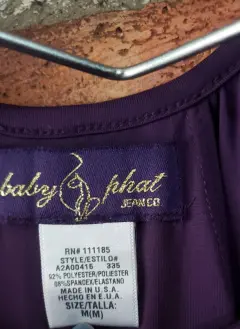 baby phat
JEAN CO
RN# 111185
STYLE/ESTILO#
A2A00416 335
92% POLYESTER/POLIESTER
08%SPANDEX/ELASTANO
MADE IN U.S.A.
HECHO EN E.U.A.
SIZE/TALLA:
M(M)